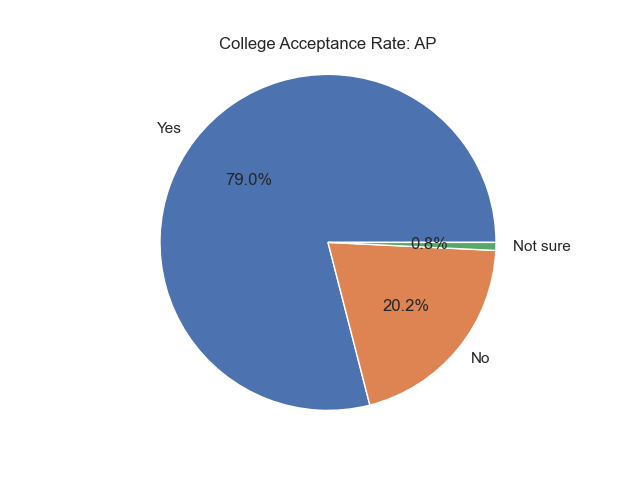 College Acceptance Rate: AP
Yes
79.0%
0.8%
Not sure
20.2%
No